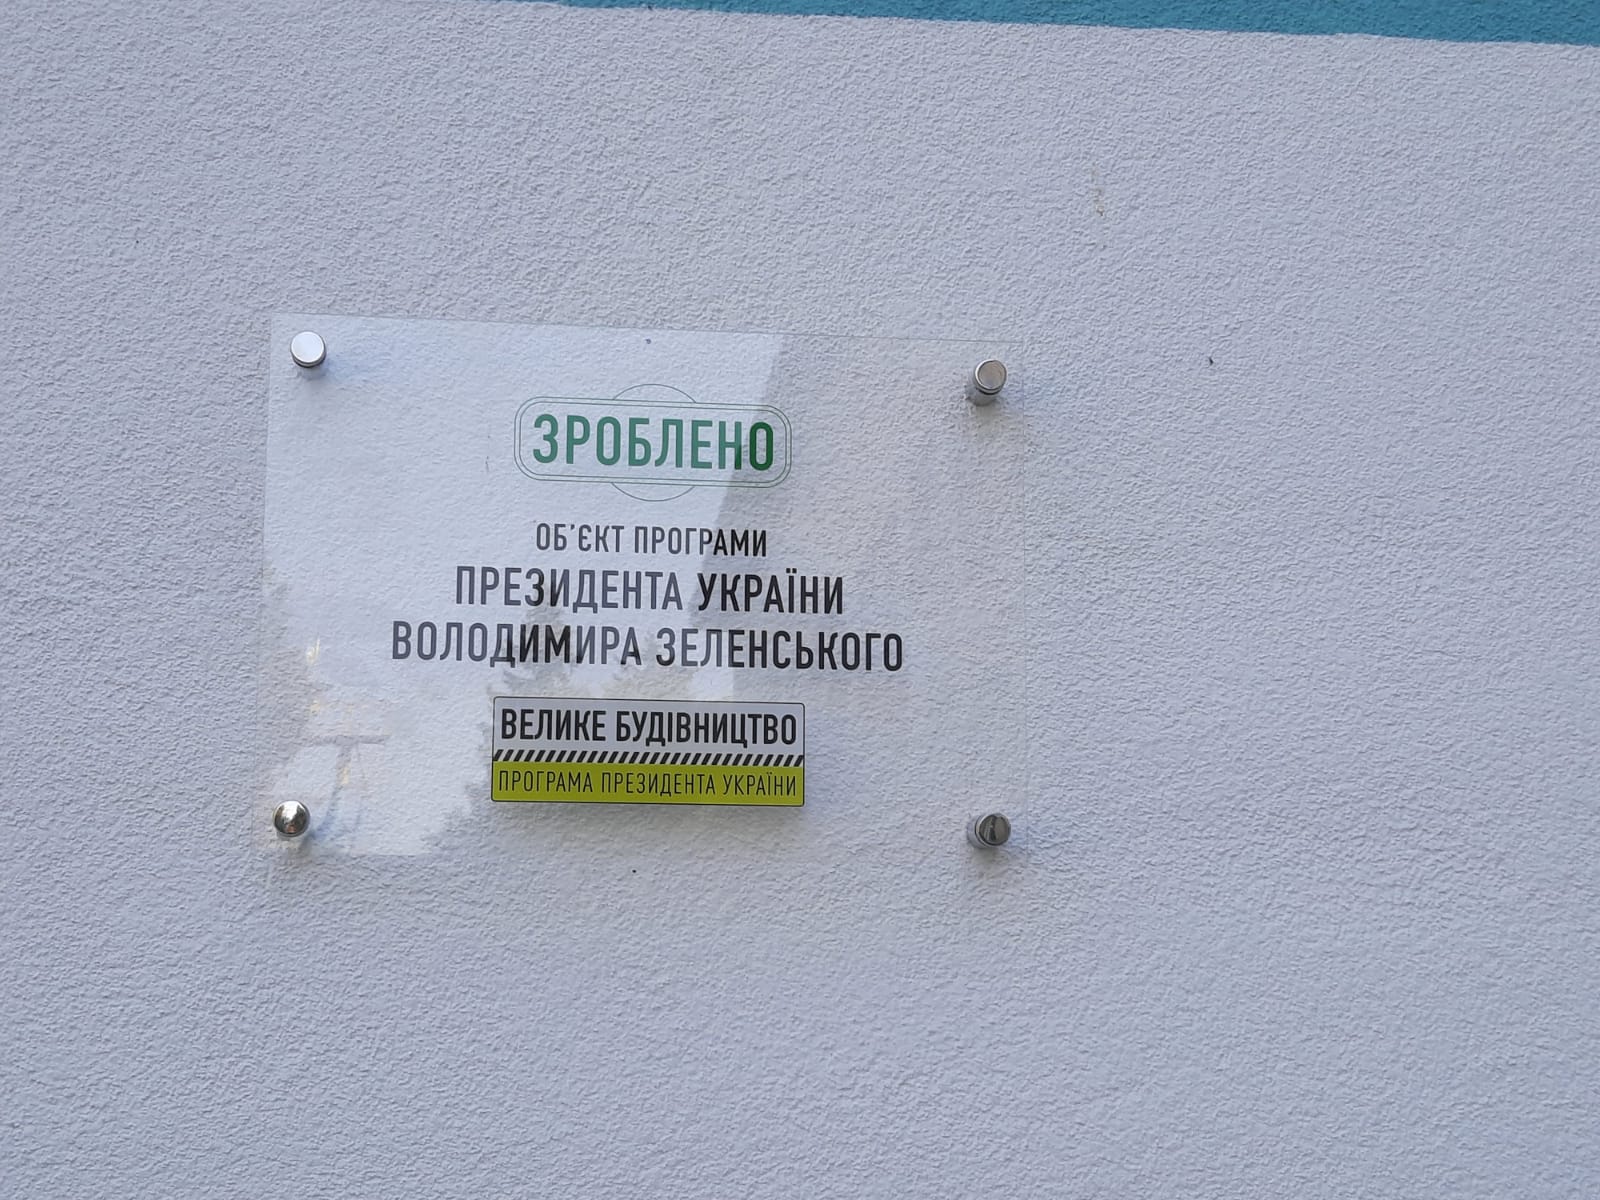 ЗРОБЛЕНО
ОБ'ЄКТ ПРОГРАМИ
ПРЕЗИДЕНТА УКРАЇНИ
ВОЛОДИМИРА ЗЕЛЕНСЬКОГО
ВЕЛИКЕ БУДІВНИЦТВО
ПРОГРАМА ПРЕЗИДЕНТА УКРАЇНИ